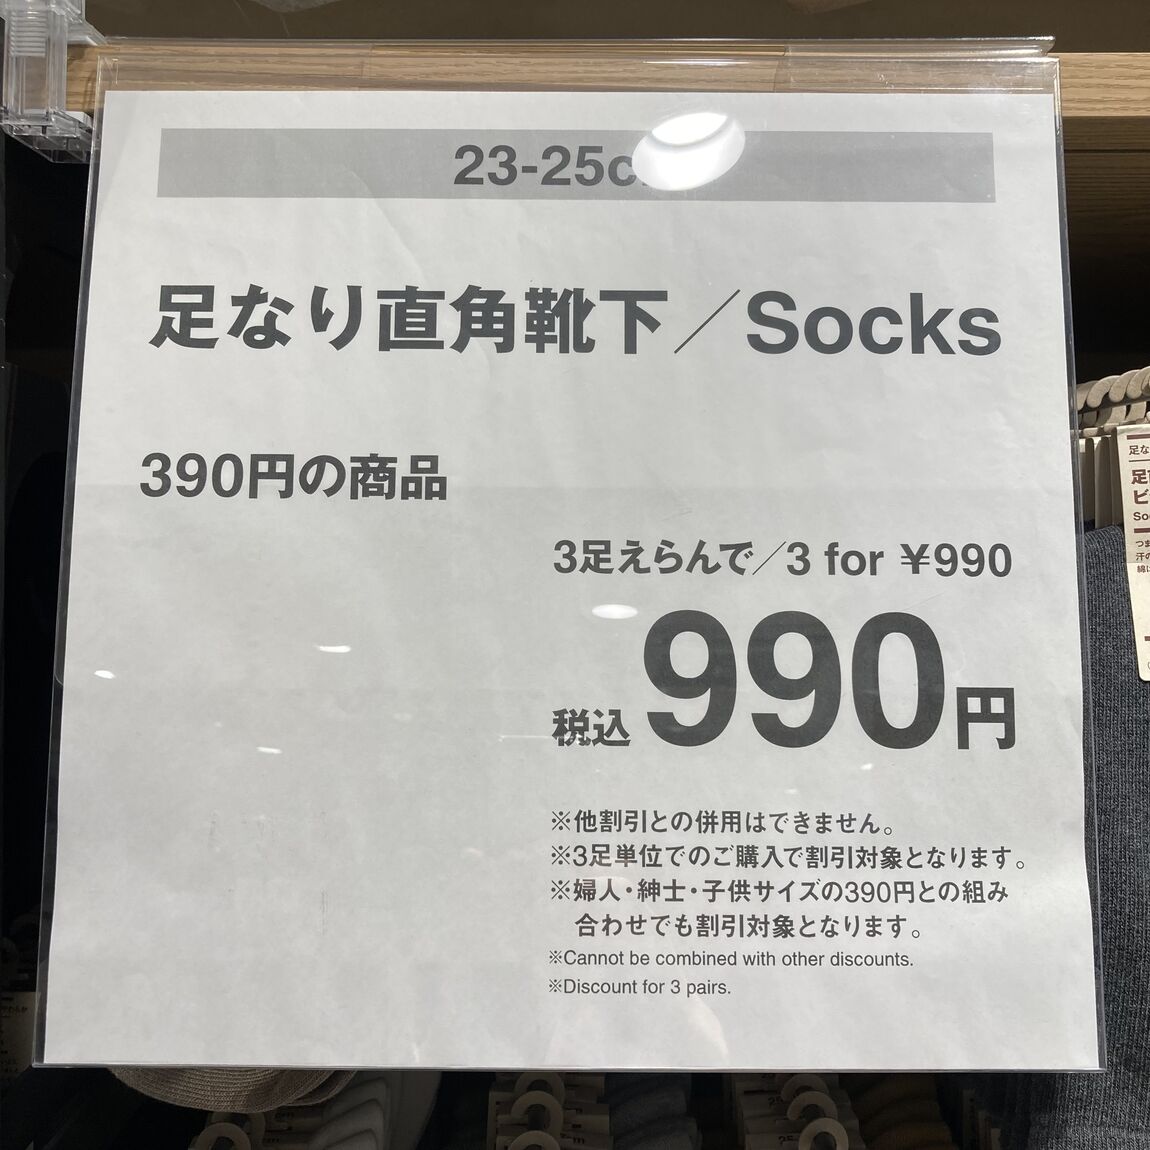 23-25c
足なり直角靴下／Socks
390円の商品
3足えらんで／3 for ¥990
税込990円
※他割引との併用はできません。
※3足単位でのご購入で割引対象となります。
※婦人・紳士・子供サイズの390円との組み
合わせでも割引対象となります。
※Cannot be combined with other discounts.
※Discount for 3 pairs.